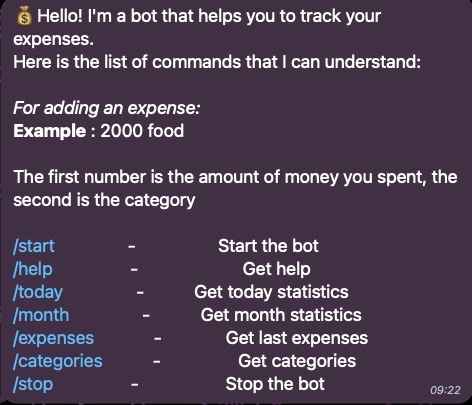 💰 Hello! I'm a bot that helps you to track your
expenses.
Here is the list of commands that I can understand:
For adding an expense:
Example : 2000 food
The first number is the amount of money you spent, the
second is the category
/start - Start the bot
/help - Get help
/today - Get today statistics
/month - Get month statistics
/expenses - Get last expenses
/categories - Get categories
/stop - Stop the bot
09:22